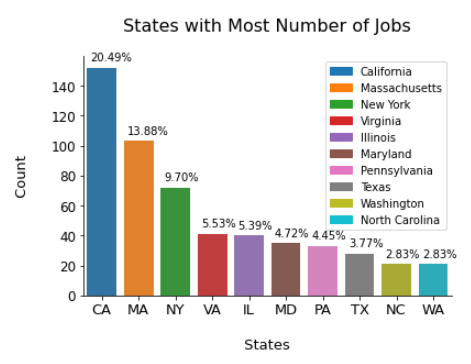 States with Most Number of Jobs
Count
140
120
100
80
60
40
20
0
20.49%
13.88%
9.70%
5.53%
5.39%
4.72%
4.45%
3.77%
2.83%
2.83%
California
Massachusetts
New York
Virginia
Illinois
Maryland
Pennsylvania
Texas
Washington
North Carolina
CA MA NY VA IL MD PA TX NC WA
States